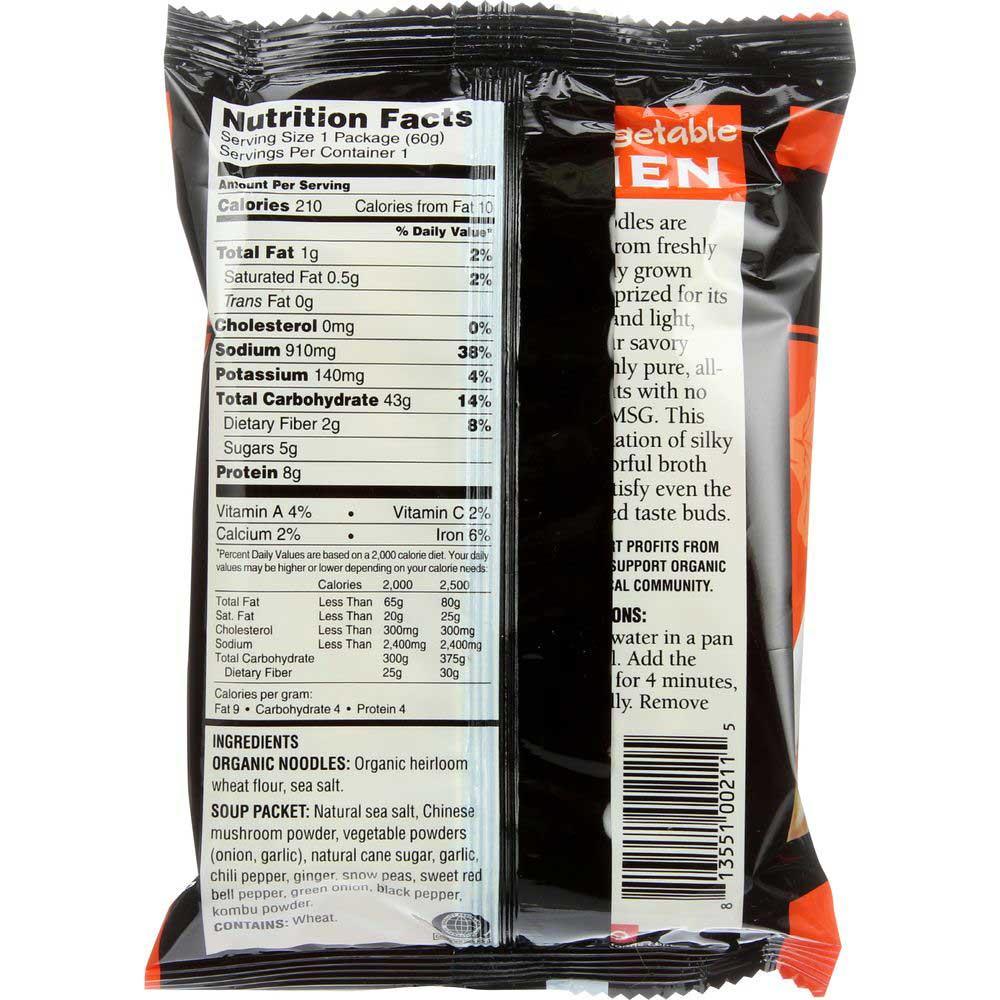 Nutrition Facts
Serving Size 1 Package (60g)
Servings Per Container 1
Amount Per Serving
Calories 210 Calories from Fat 10
% Daily Value*
Total Fat 1g 2%
Saturated Fat 0.5g 2%
Trans Fat 0g
Cholesterol 0mg 0%
Sodium 910mg 38%
Potassium 140mg 4%
Total Carbohydrate 43g 14%
Dietary Fiber 2g 8%
Sugars 5g
Protein 8g
Vitamin A 4% • Vitamin C 2%
Calcium 2% • Iron 6%
*Percent Daily Values are based on a 2,000 calorie diet. Your daily
values may be higher or lower depending on your calorie needs:
Calories 2,000 2,500
Total Fat Less Than 65g 80g
Sat. Fat Less Than 20g 25g
Cholesterol Less Than 300mg 300mg
Sodium Less Than 2,400mg 2,400mg
Total Carbohydrate 300g 375g
Dietary Fiber 25g 30g
Calories per gram:
Fat 9 • Carbohydrate 4 • Protein 4
INGREDIENTS
ORGANIC NOODLES: Organic heirloom
wheat flour, sea salt.
SOUP PACKET: Natural sea salt, Chinese
mushroom powder, vegetable powders
(onion, garlic), natural cane sugar, garlic,
chili pepper, ginger, snow peas, sweet red
bell pepper, green onion, black pepper,
kombu powder.
CONTAINS: Wheat.
getable
EN
dles are
rom freshly
ly grown
prized for its
and light,
r savory
ly pure, all-
ts with no
MSG. This
ation of silky
rful broth
isfy even the
ed taste buds.
T PROFITS FROM
SUPPORT ORGANIC
AL COMMUNITY.
ONS:
water in a pan
l. Add the
for 4 minutes,
lly. Remove
8 13551 00211 5